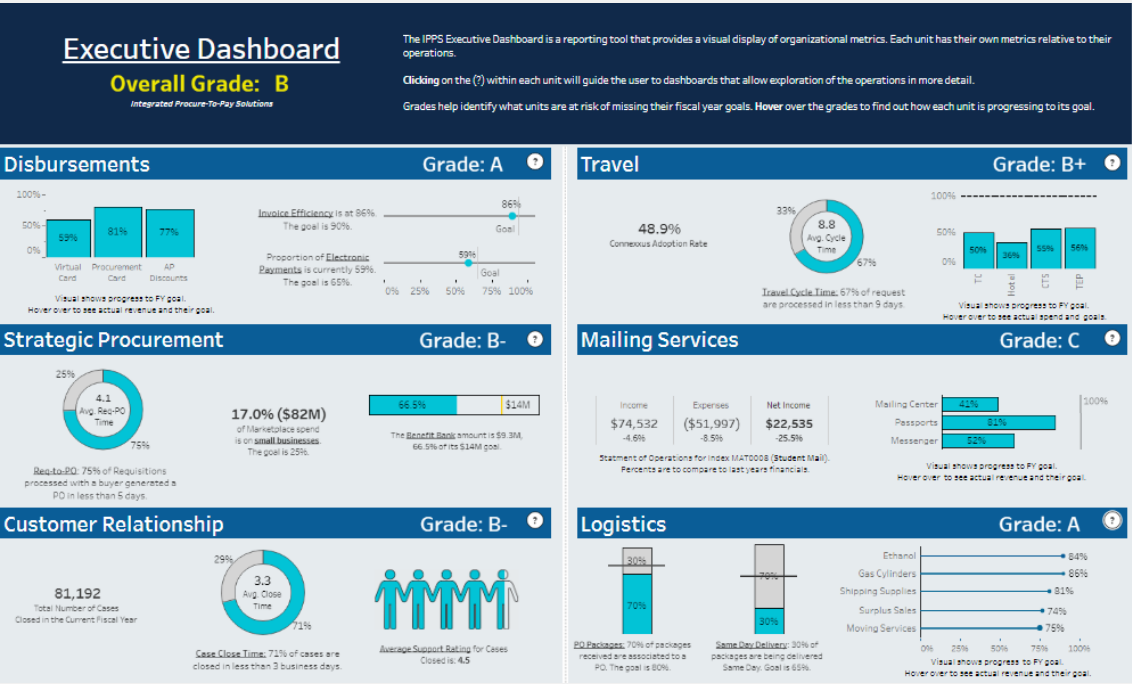 Executive Dashboard
Overall Grade: B
Integrated Procure-To-Pay Solutions
The IPPS Executive Dashboard is a reporting tool that provides a visual display of organizational metrics. Each unit has their own metrics relative to their
operations.
Clicking on the (?) within each unit will guide the user to dashboards that allow exploration of the operations in more detail.
Grades help identify what units are at risk of missing their fiscal year goals. Hover over the grades to find out how each unit is progressing to its goal.
Disbursements Grade: A ?
100%
50%
0%
59% 81% 77%
Virtual Card
Procurement Card
AP Discounts
Visual shows progress to FY goal.
Hover over to see actual revenue and their goal.
Invoice Efficiency is at 86%.
The goal is 90%.
86%
Goal
Proportion of Electronic
Payments is currently 59%.
The goal is 65%.
59%
Goal
0% 25% 50% 75% 100%
Travel Grade: B+ ?
48.9%
Connexxus Adoption Rate
33%
8.8
Avg. Cycle
Time
67%
Travel Cycle Time: 67% of request
are processed in less than 9 days.
100%
50%
0%
50% 36% 55% 56%
TC Hotel CTS TEP
Visual shows progress to FY goal.
Hover over to see actual spend and goals.
Strategic Procurement Grade: B- ?
25%
4.1
Avg. Req-PO
Time
75%
Req-to-PO: 75% of Requisitions
processed with a buyer generated a
PO in less than 5 days.
17.0% ($82M)
of Marketplace spend
is on small businesses.
The goal is 25%.
66.5% $14M
The Benefit Bank amount is $9.3M,
66.5% of its $14M goal.
Mailing Services Grade: C ?
Income Expenses Net Income
$74,532 ($51,997) $22,535
-4.6% -8.5% -25.5%
Statment of Operations for Index MAT0008 (Student Mail).
Percents are to compare to last years financials.
Mailing Center 41% 100%
Passports 81%
Messenger 52%
Visual shows progress to FY goal.
Hover over to see actual revenue and their goal.
Customer Relationship Grade: B- ?
81,192
Total Number of Cases
Closed in the Current Fiscal Year
29%
3.3
Avg. Close
Time
71%
Case Close Time: 71% of cases are
closed in less than 3 business days.
Average Support Rating for Cases
Closed is: 4.5
Logistics Grade: A ?
30%
70%
PO Packages: 70% of packages
received are associated to a
PO. The goal is 80%.
70%
30%
Same Day Delivery: 30% of
packages are being delivered
Same Day. Goal is 65%.
Ethanol 84%
Gas Cylinders 86%
Shipping Supplies 81%
Surplus Sales 74%
Moving Services 75%
0% 25% 50% 75% 100%
Visual shows progress to FY goal.
Hover over to see actual revenue and their goal.